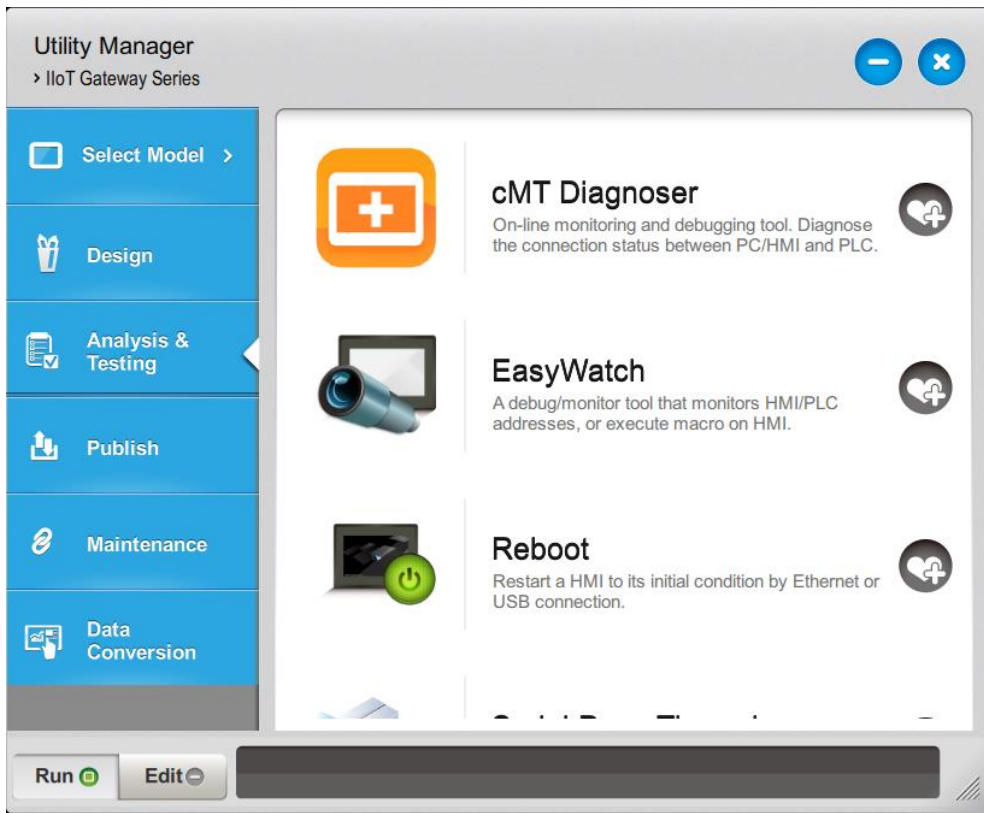 Utility Manager
> IIoT Gateway Series
Select Model >
Design
Analysis &
Testing
Publish
Maintenance
Data
Conversion
cMT Diagnoser
On-line monitoring and debugging tool. Diagnose
the connection status between PC/HMI and PLC.
EasyWatch
A debug/monitor tool that monitors HMI/PLC
addresses, or execute macro on HMI.
Reboot
Restart a HMI to its initial condition by Ethernet or
USB connection.
Run
Edit